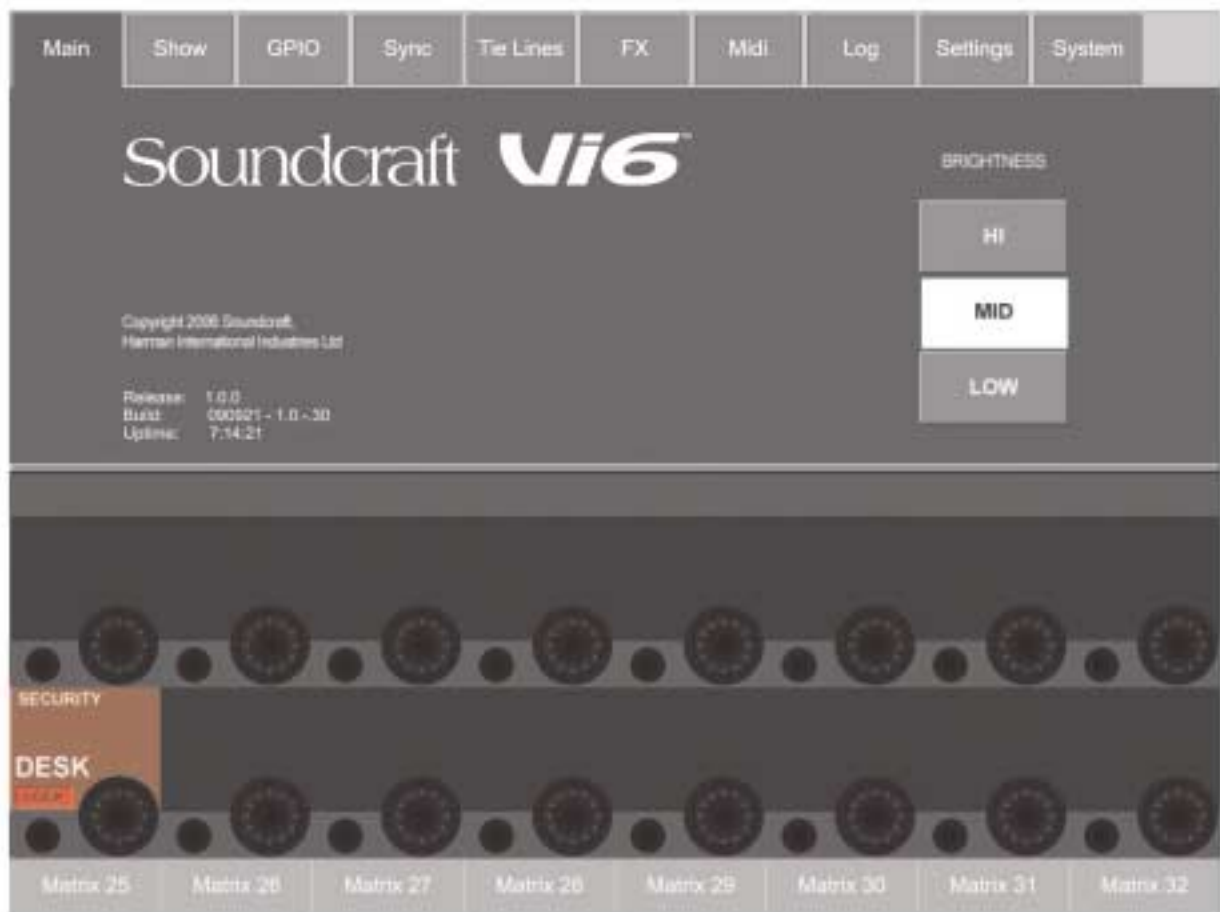 Main Show GPIO Sync Tie Lines FX Midi Log Settings System
Soundcraft Vi6™
BRIGHTNESS
HI
MID
LOW
Copyright 2006 Soundcraft,
Harman International Industries Ltd
Release: 1.0.0
Build: 090921 - 1.0 - 30
Uptime: 7:14:21
SECURITY
DESK
Matrix 25 Matrix 26 Matrix 27 Matrix 28 Matrix 29 Matrix 30 Matrix 31 Matrix 32